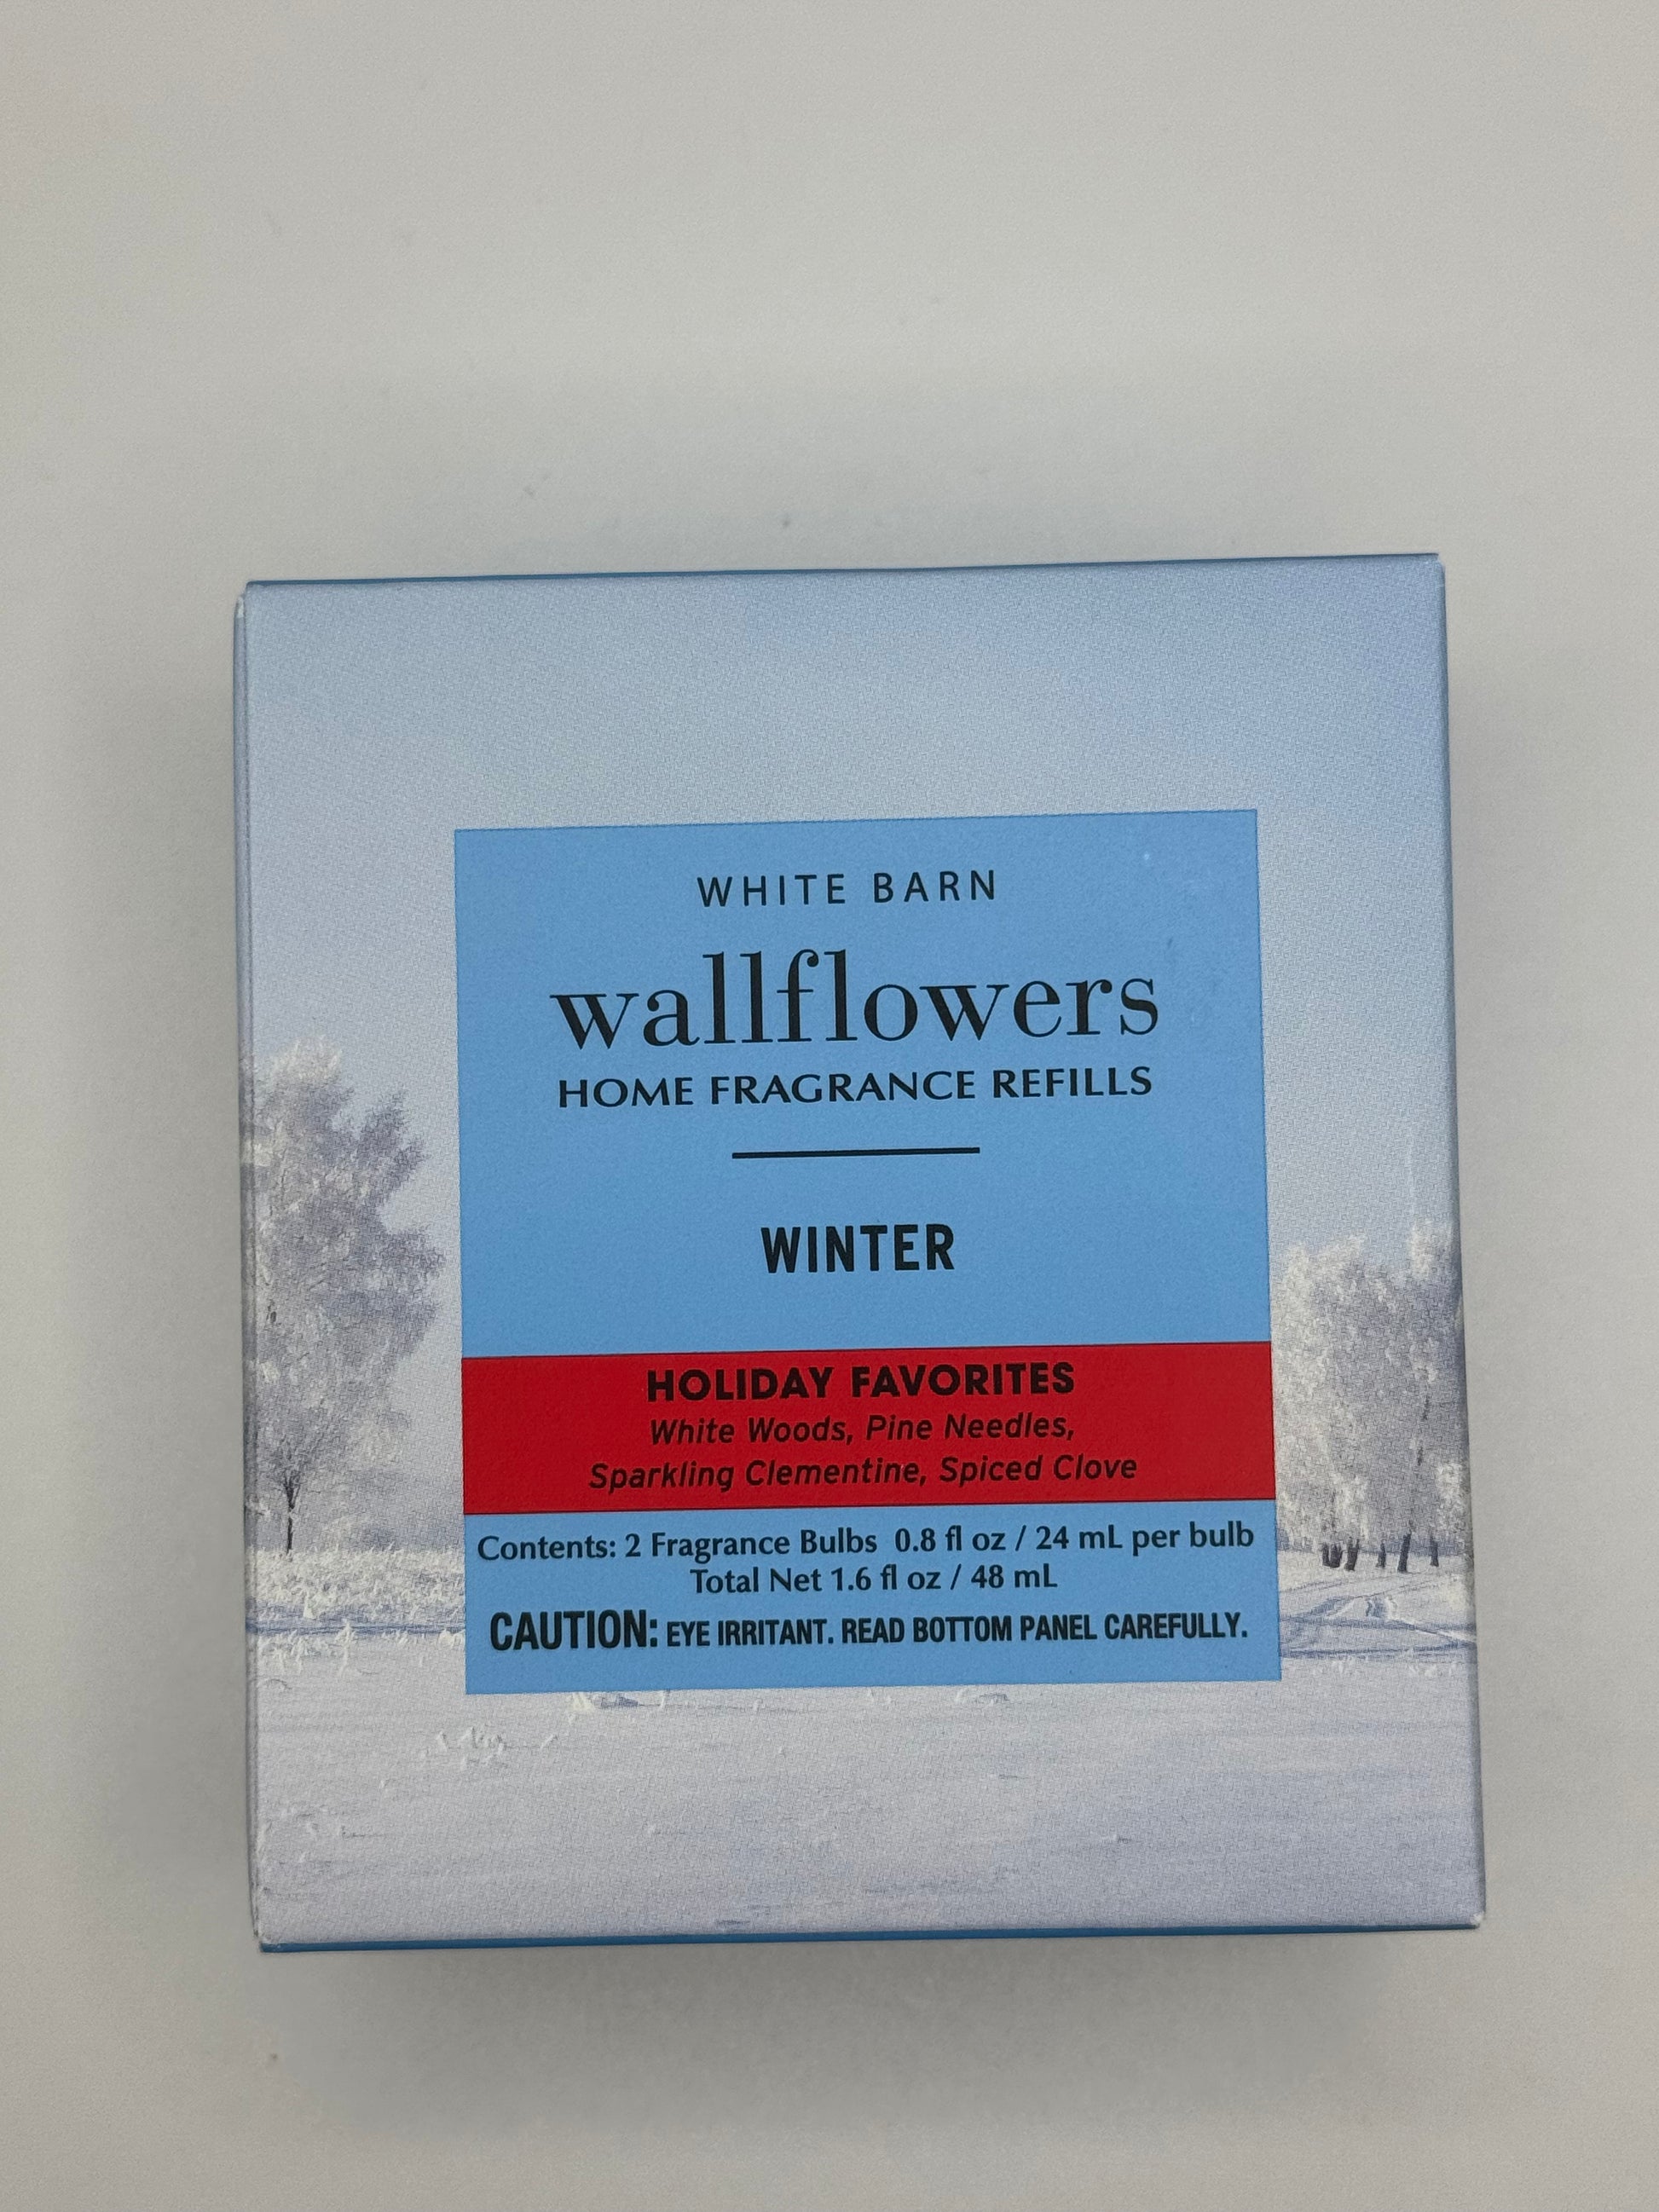 WHITE BARN
wallflowers
HOME FRAGRANCE REFILLS
WINTER
HOLIDAY FAVORITES
White Woods, Pine Needles,
Sparkling Clementine, Spiced Clove
Contents: 2 Fragrance Bulbs 0.8 fl oz / 24 mL per bulb
Total Net 1.6 fl oz / 48 mL
CAUTION: EYE IRRITANT. READ BOTTOM PANEL CAREFULLY.